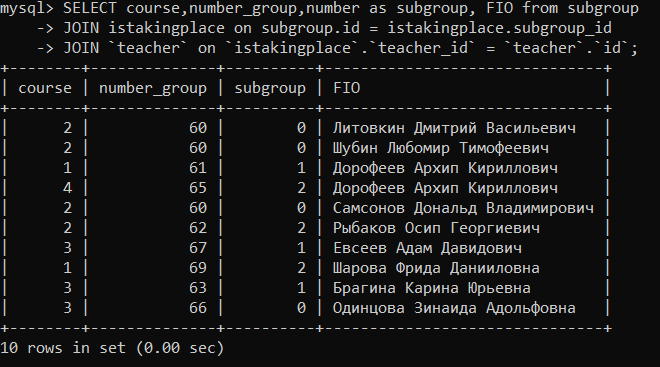 mysql> SELECT course,number_group,number as subgroup, FIO from subgroup
    -> JOIN istakingplace on subgroup.id = istakingplace.subgroup_id
    -> JOIN `teacher` on `istakingplace`.`teacher_id` = `teacher`.`id`;
+--------+--------------+----------+------------------------------+
| course | number_group | subgroup | FIO                          |
+--------+--------------+----------+------------------------------+
|      2 |           60 |        0 | Литовкин Дмитрий Васильевич  |
|      2 |           60 |        0 | Шубин Любомир Тимофеевич     |
|      1 |           61 |        1 | Дорофеев Архип Кириллович    |
|      4 |           65 |        2 | Дорофеев Архип Кириллович    |
|      2 |           60 |        0 | Самсонов Дональд Владимирович |
|      2 |           62 |        2 | Рыбаков Осип Георгиевич      |
|      3 |           67 |        1 | Евсеев Адам Давидович        |
|      1 |           69 |        2 | Шарова Фрида Данииловна      |
|      3 |           63 |        1 | Брагина Карина Юрьевна       |
|      3 |           66 |        0 | Одинцова Зинаида Адольфовна  |
+--------+--------------+----------+------------------------------+
10 rows in set (0.00 sec)